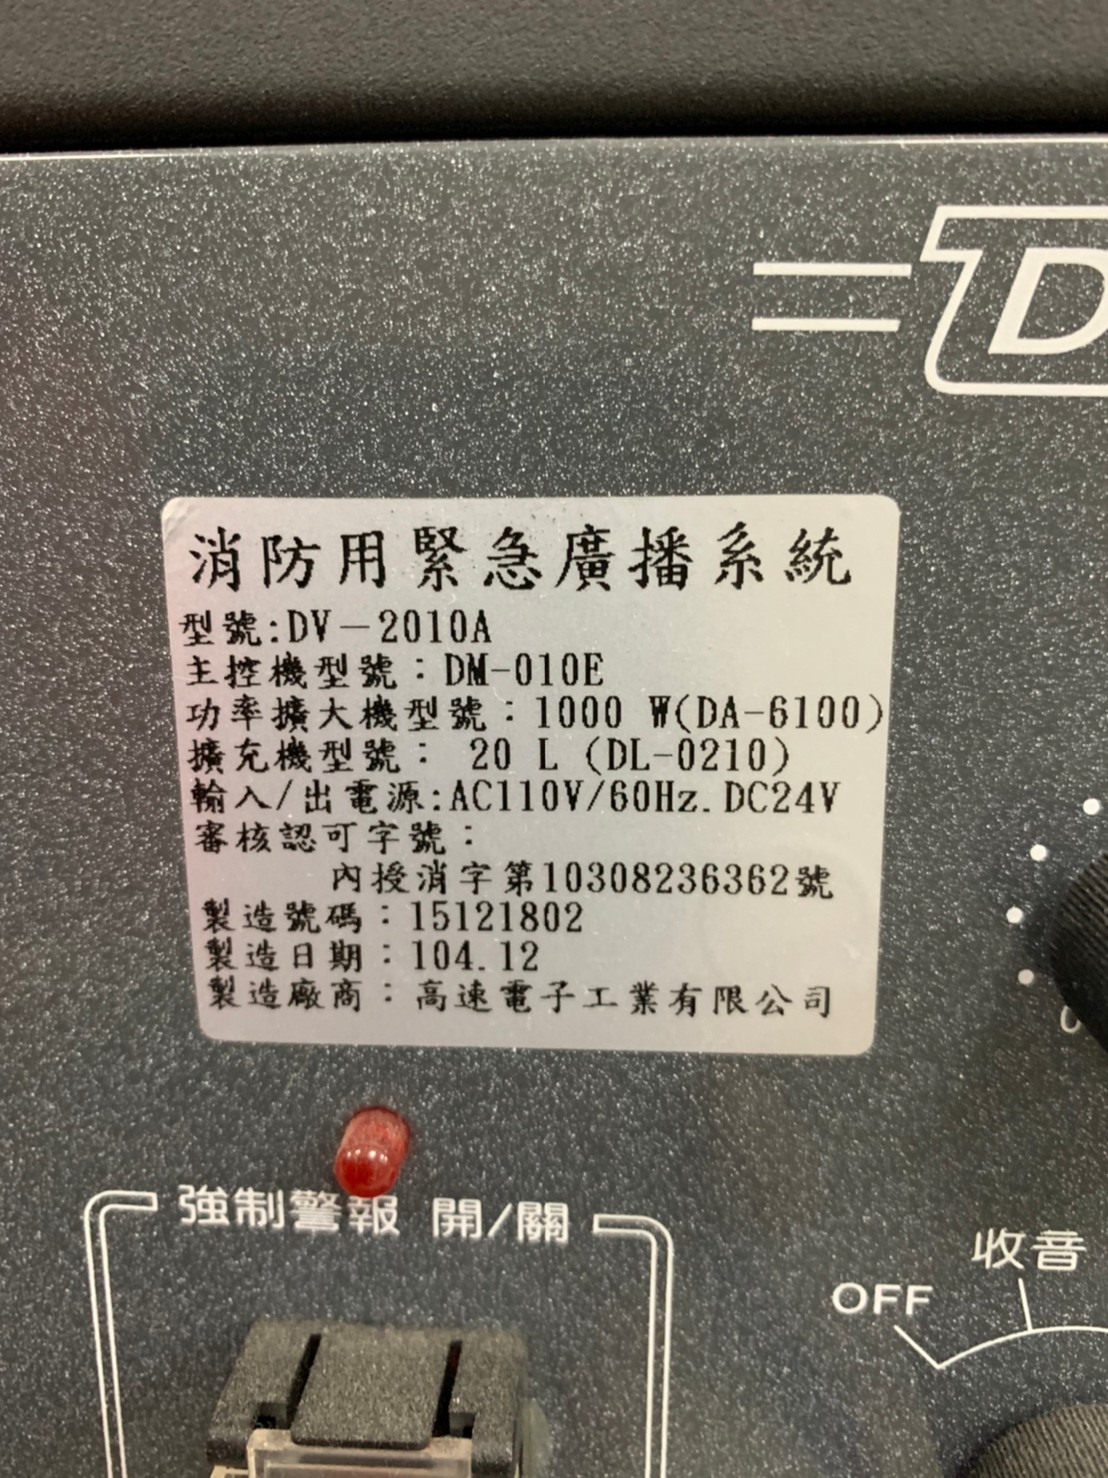 D
消防用緊急廣播系統
型號:DV-2010A
主控機型號：DM-010E
功率擴大機型號：1000 W(DA-6100)
擴充機型號： 20 L (DL-0210)
輸入/出電源:AC110V/60Hz.DC24V
審核認可字號：
內授消字第10308236362號
製造號碼：15121802
製造日期：104.12
製造廠商：高速電子工業有限公司
強制警報 開/關
收音
OFF